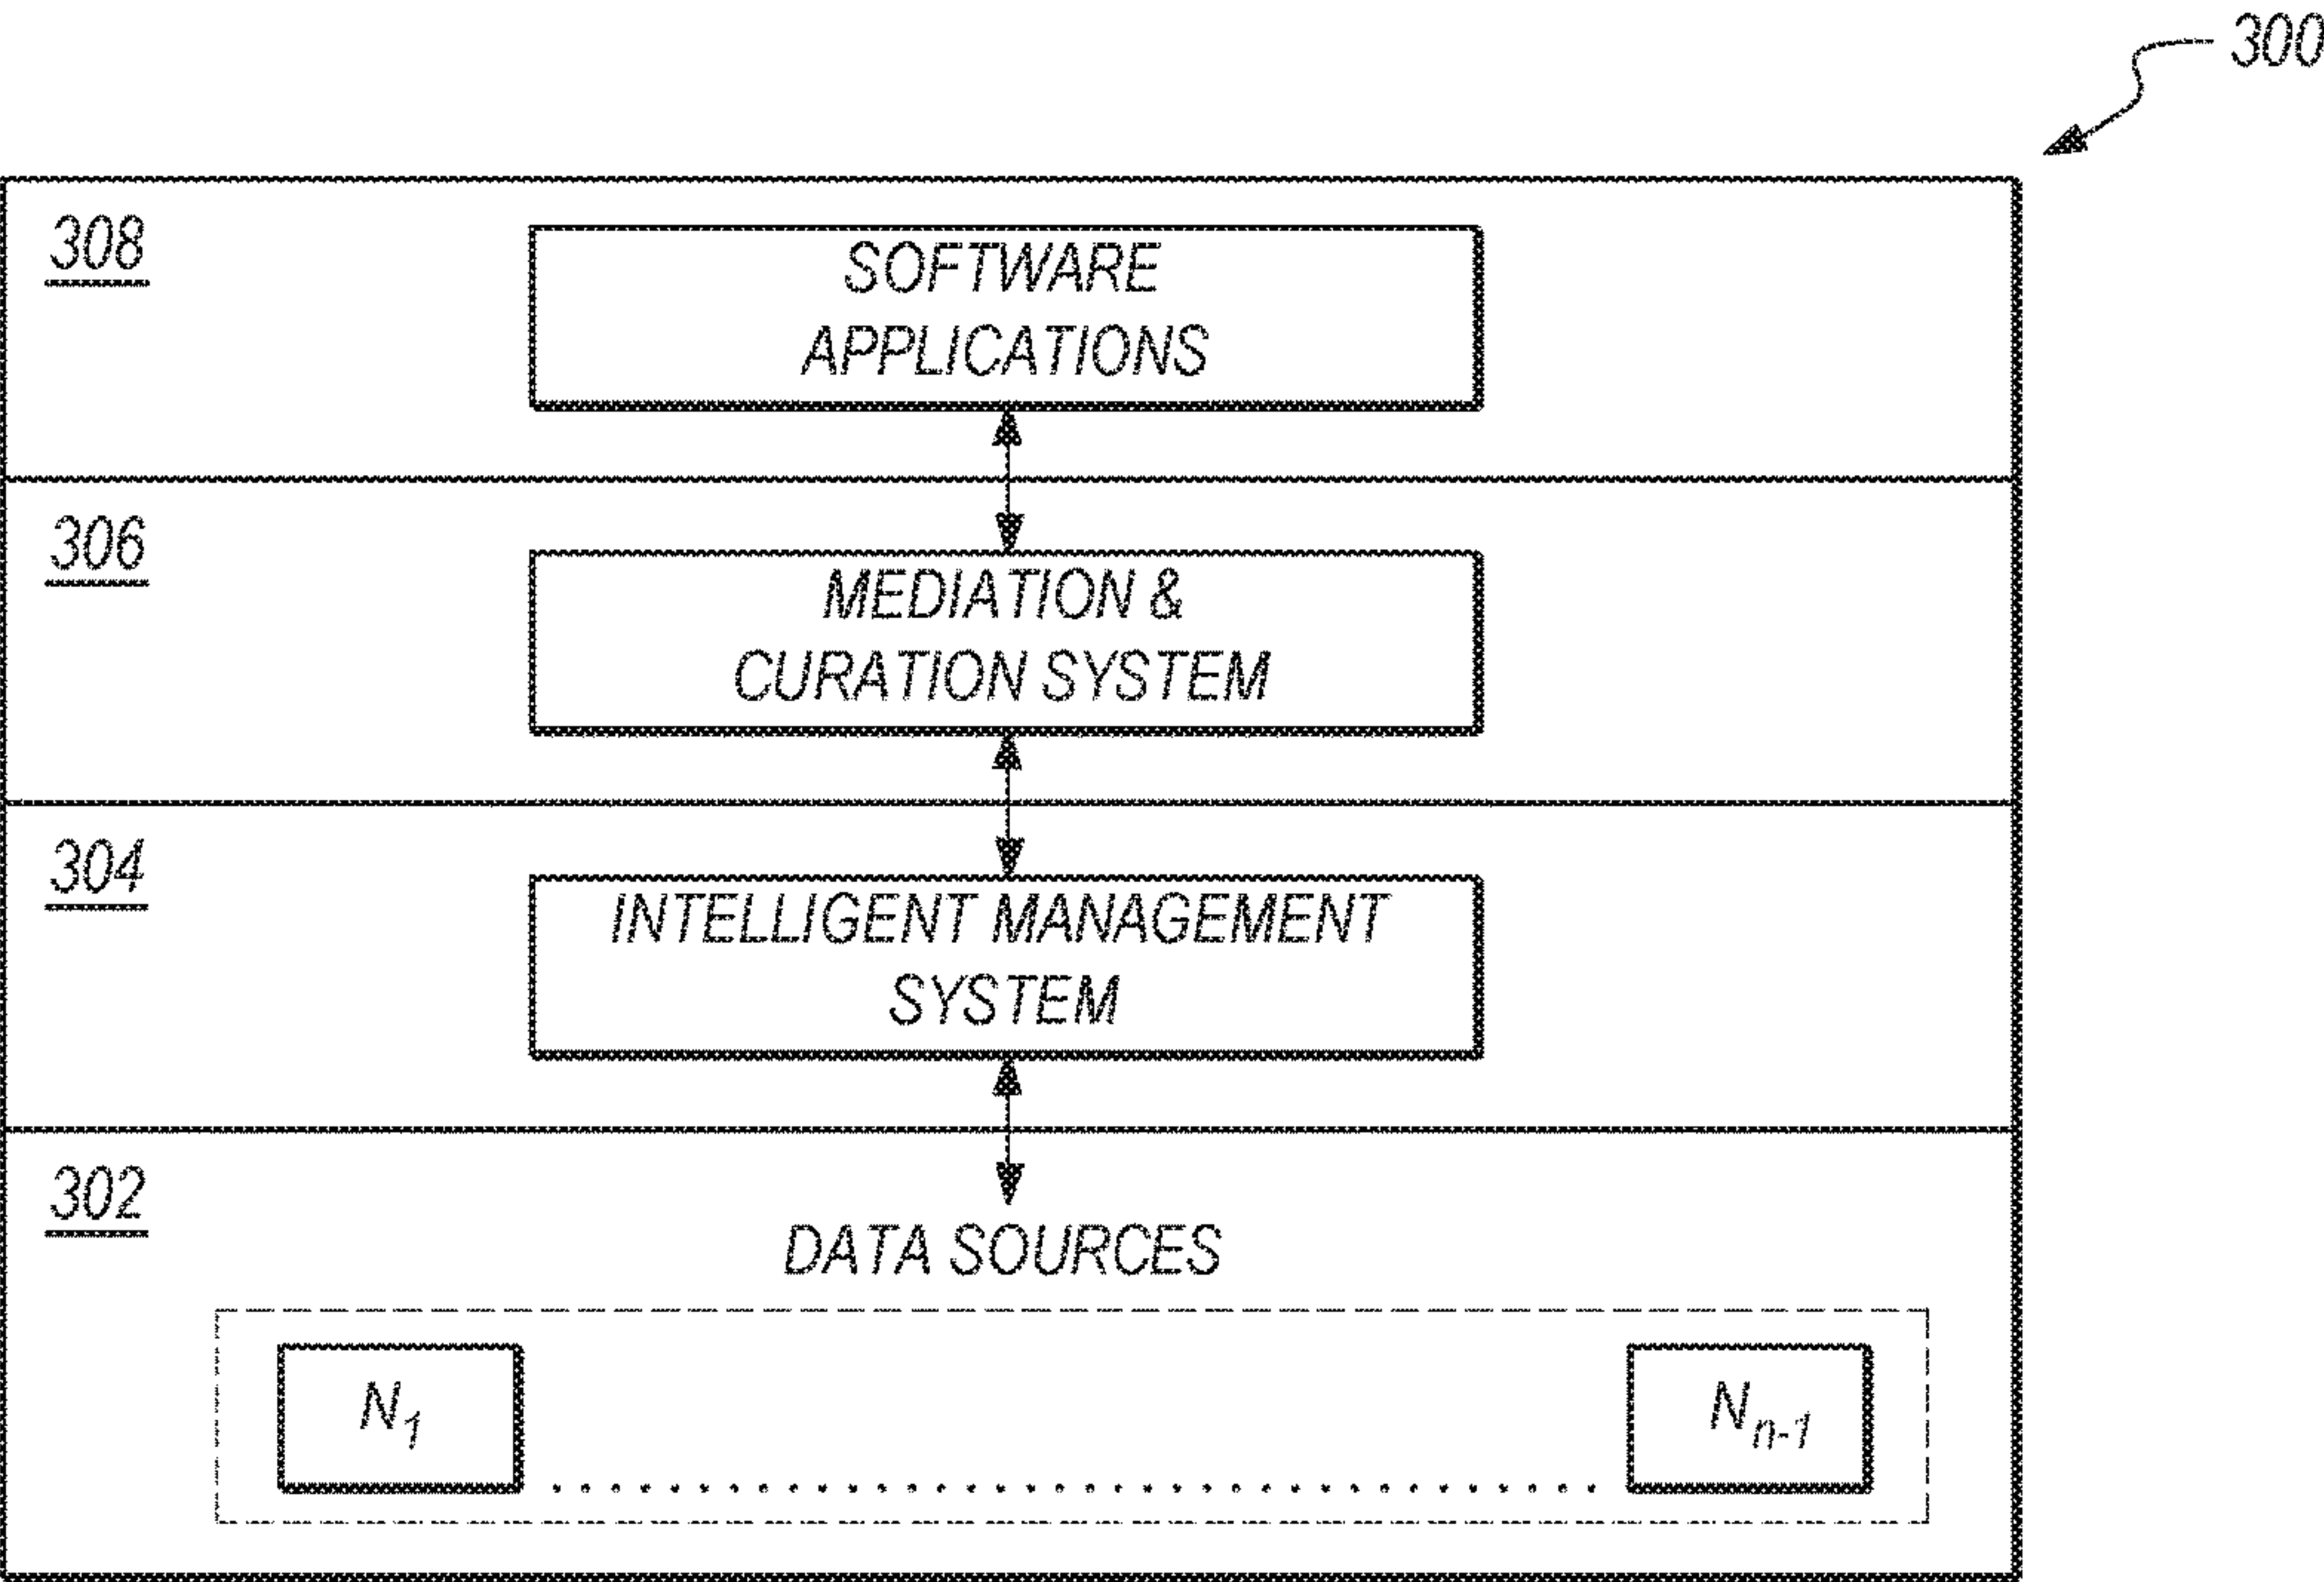 300
308
SOFTWARE
APPLICATIONS
306
MEDIATION &
CURATION SYSTEM
304
INTELLIGENT MANAGEMENT
SYSTEM
302
DATA SOURCES
N1
Nn-1